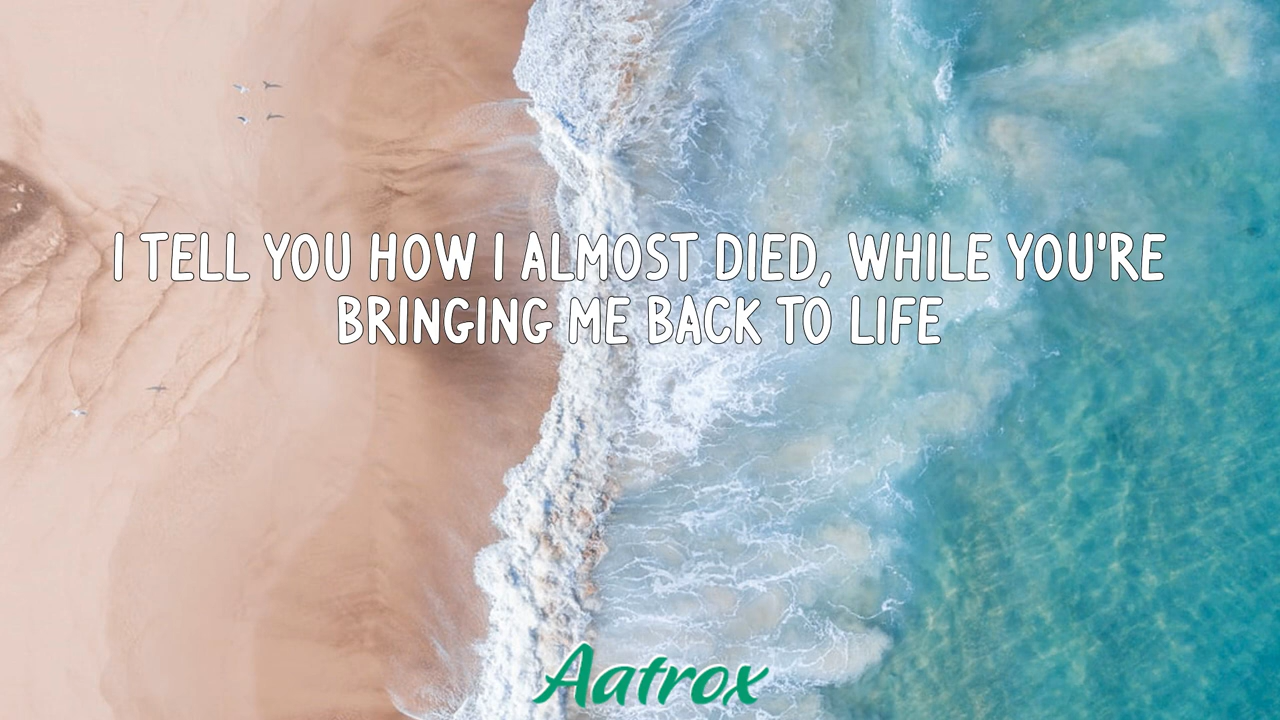 I TELL YOU HOW I ALMOST DIED, WHILE YOU'RE
BRINGING ME BACK TO LIFE
Aatrox